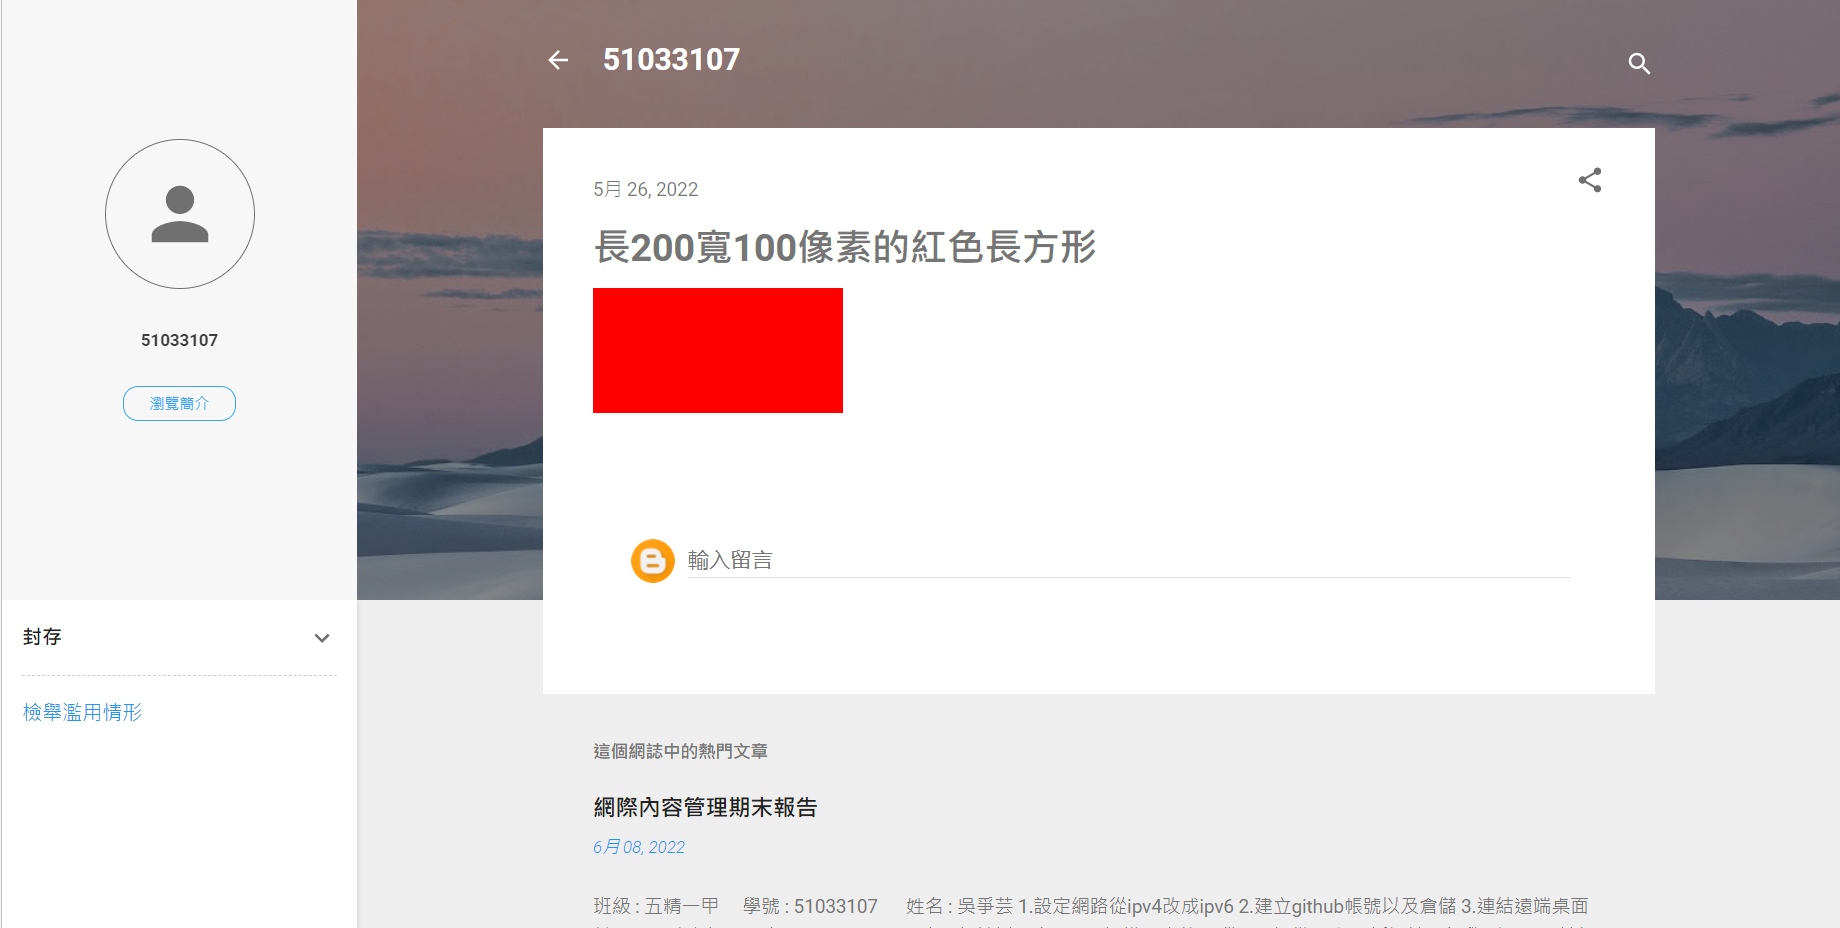 51033107
5月 26, 2022
長200寬100像素的紅色長方形
51033107
瀏覽簡介
輸入留言
封存
檢舉濫用情形
這個網誌中的熱門文章
網際內容管理期末報告
6月 08, 2022
班級 : 五精一甲 學號 : 51033107 姓名 : 吳爭芸 1.設定網路從ipv4改成ipv6 2.建立github帳號以及倉儲 3.連結遠端桌面